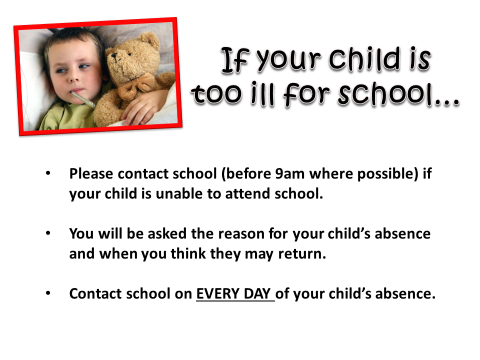 If your child is
too ill for school...
• Please contact school (before 9am where possible) if
your child is unable to attend school.
• You will be asked the reason for your child’s absence
and when you think they may return.
• Contact school on EVERY DAY of your child’s absence.